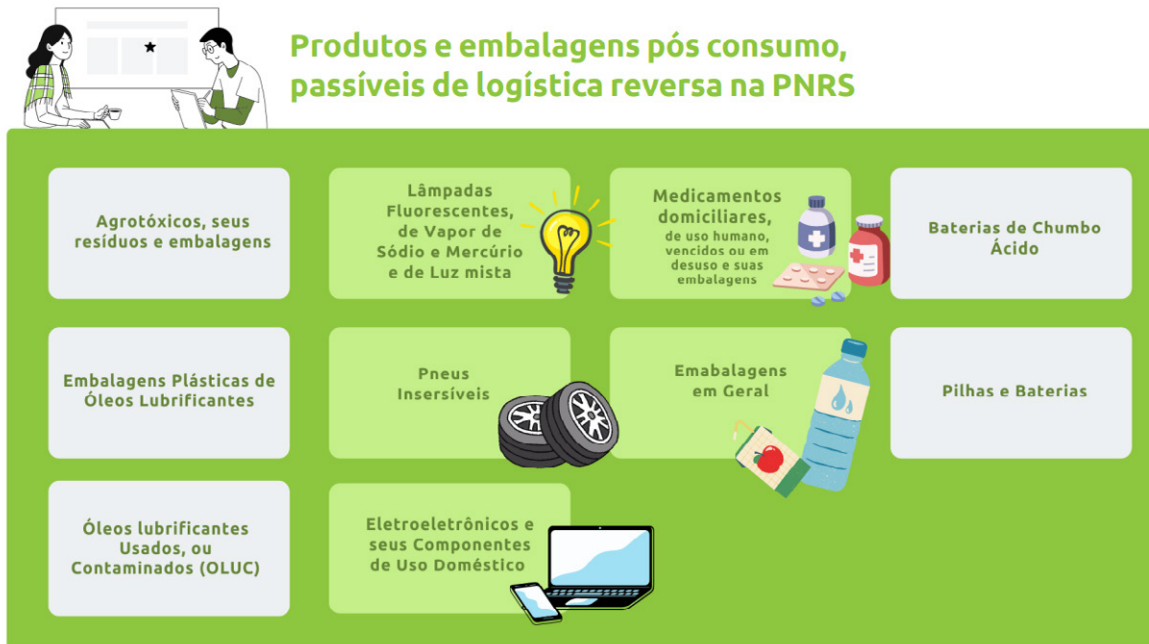 Produtos e embalagens pós consumo,
passíveis de logística reversa na PNRS
Agrotóxicos, seus
resíduos e embalagens
Lâmpadas
Fluorescentes,
de Vapor de
Sódio e Mercúrio
e de Luz mista
Medicamentos
domiciliares,
de uso humano,
vencidos ou em
desuso e suas
embalagens
Baterias de Chumbo
Ácido
Embalagens Plásticas de
Óleos Lubrificantes
Pneus
Insersíveis
Emabalagens
em Geral
Pilhas e Baterias
Óleos lubrificantes
Usados, ou
Contaminados (OLUC)
Eletroeletrônicos e
seus Componentes
de Uso Doméstico